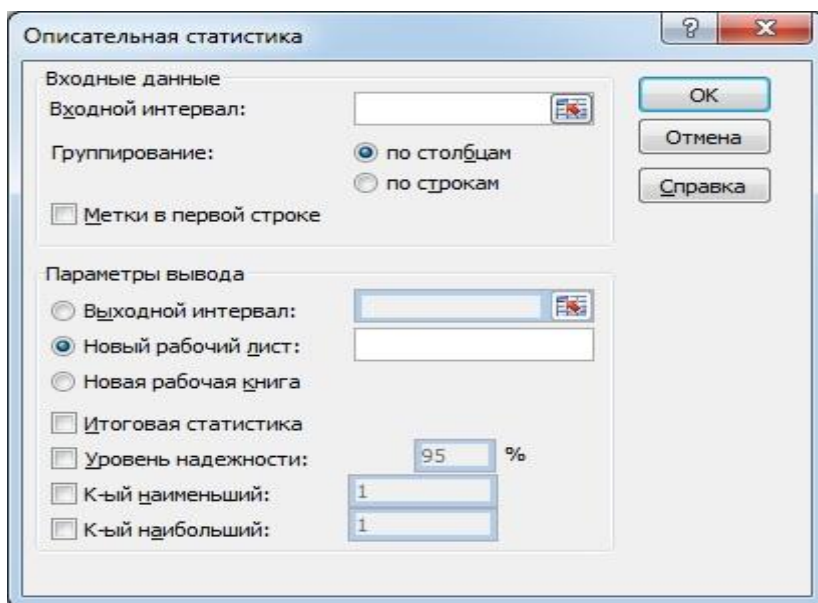 Описательная статистика
Входные данные
Входной интервал:
Группирование:
по столбцам
по строкам
Метки в первой строке
OK
Отмена
Справка
Параметры вывода
Выходной интервал:
Новый рабочий лист:
Новая рабочая книга
Итоговая статистика
Уровень надежности: 95 %
К-ый наименьший: 1
К-ый наибольший: 1